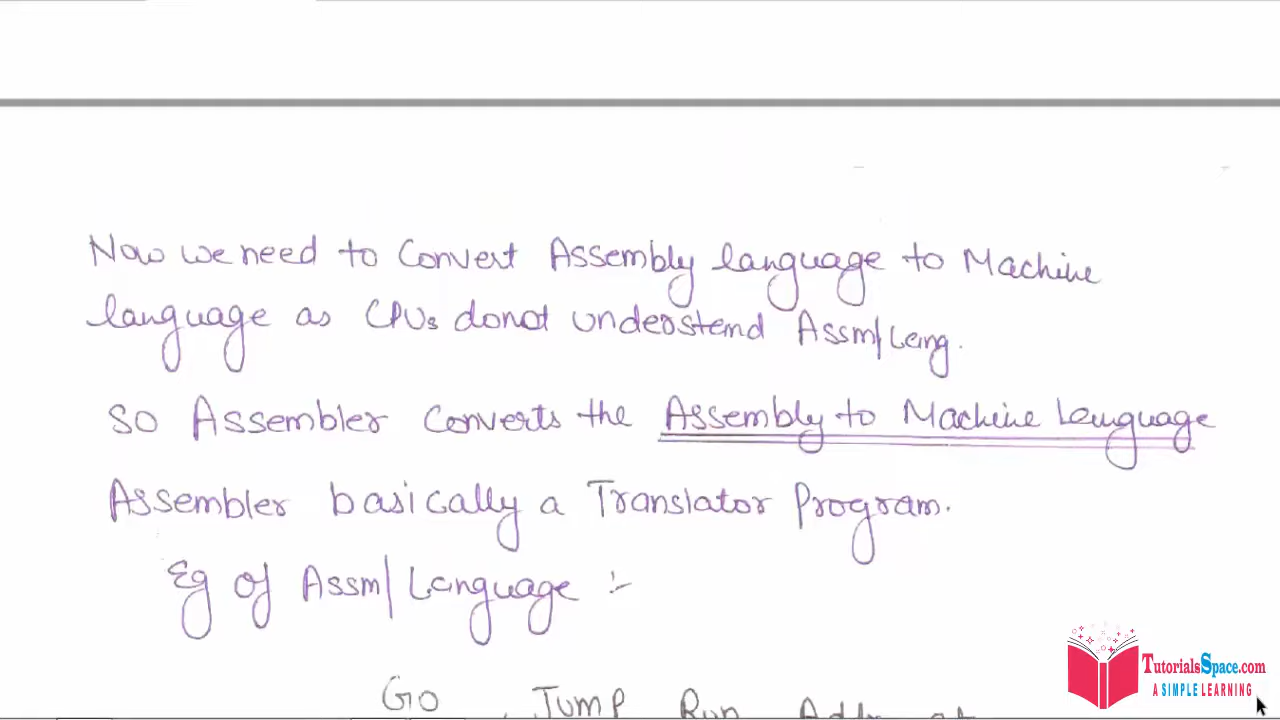 Now we need to Convert Assembly language to Machine
language as CPUs donot understand Assm/Lang.
So Assembler Converts the Assembly to Machine Language
Assembler basically a Translator Program.
Eg of Assm/Language :-
GO , JUMP Run Addr of
TutorialsSpace.com
A SIMPLE LEARNING